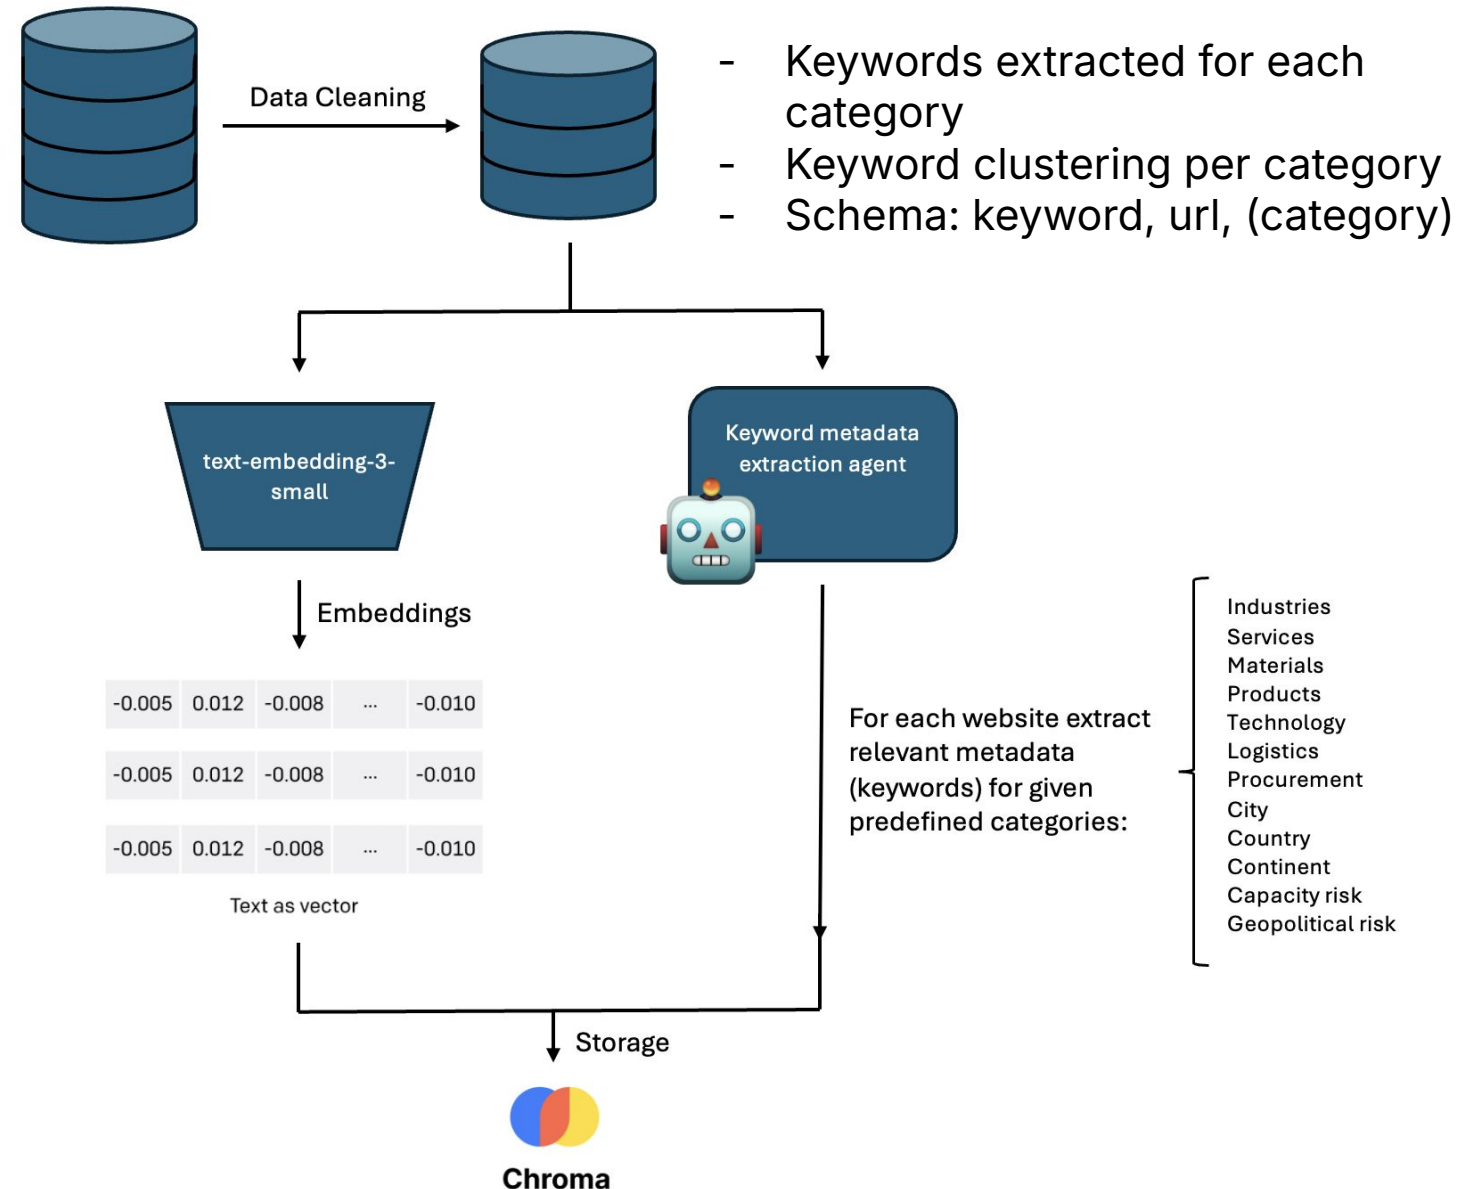 Data Cleaning
- Keywords extracted for each
category
- Keyword clustering per category
- Schema: keyword, url, (category)
text-embedding-3-
small
Keyword metadata
extraction agent
Embeddings
-0.005 0.012 -0.008 ... -0.010
-0.005 0.012 -0.008 ... -0.010
-0.005 0.012 -0.008 ... -0.010
Text as vector
For each website extract
relevant metadata
(keywords) for given
predefined categories:
Industries
Services
Materials
Products
Technology
Logistics
Procurement
City
Country
Continent
Capacity risk
Geopolitical risk
Storage
Chroma